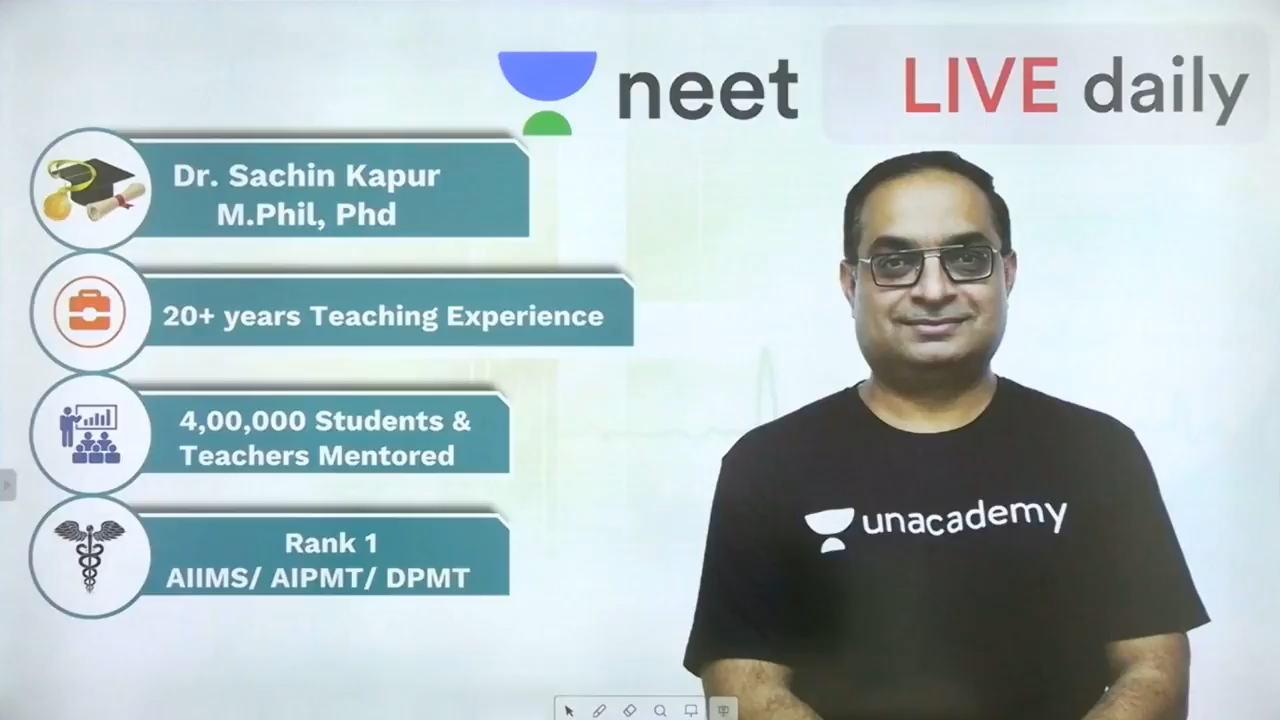 neet
LIVE daily
Dr. Sachin Kapur
M.Phil, Phd
20+ years Teaching Experience
4,00,000 Students &
Teachers Mentored
Rank 1
AIIMS/ AIPMT/ DPMT
unacademy